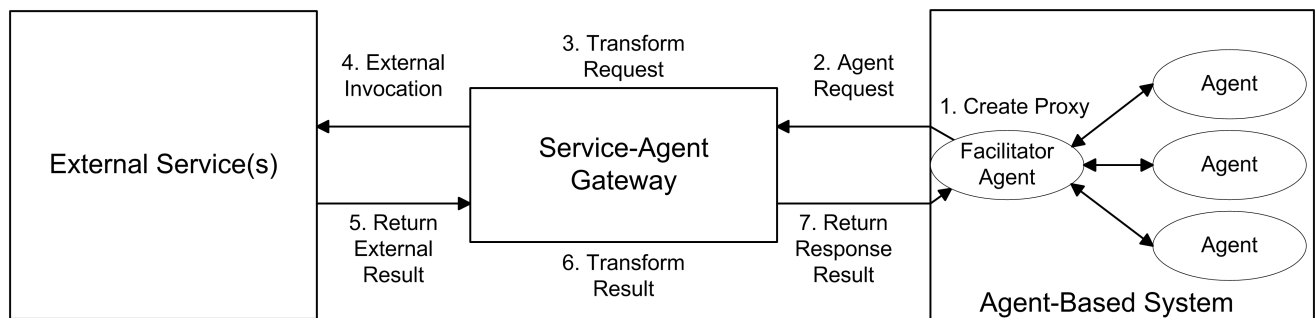 External Service(s)
4. External
Invocation
5. Return
External
Result
3. Transform
Request
Service-Agent
Gateway
6. Transform
Result
2. Agent
Request
7. Return
Response
Result
1. Create Proxy
Facilitator
Agent
Agent
Agent
Agent
Agent-Based System